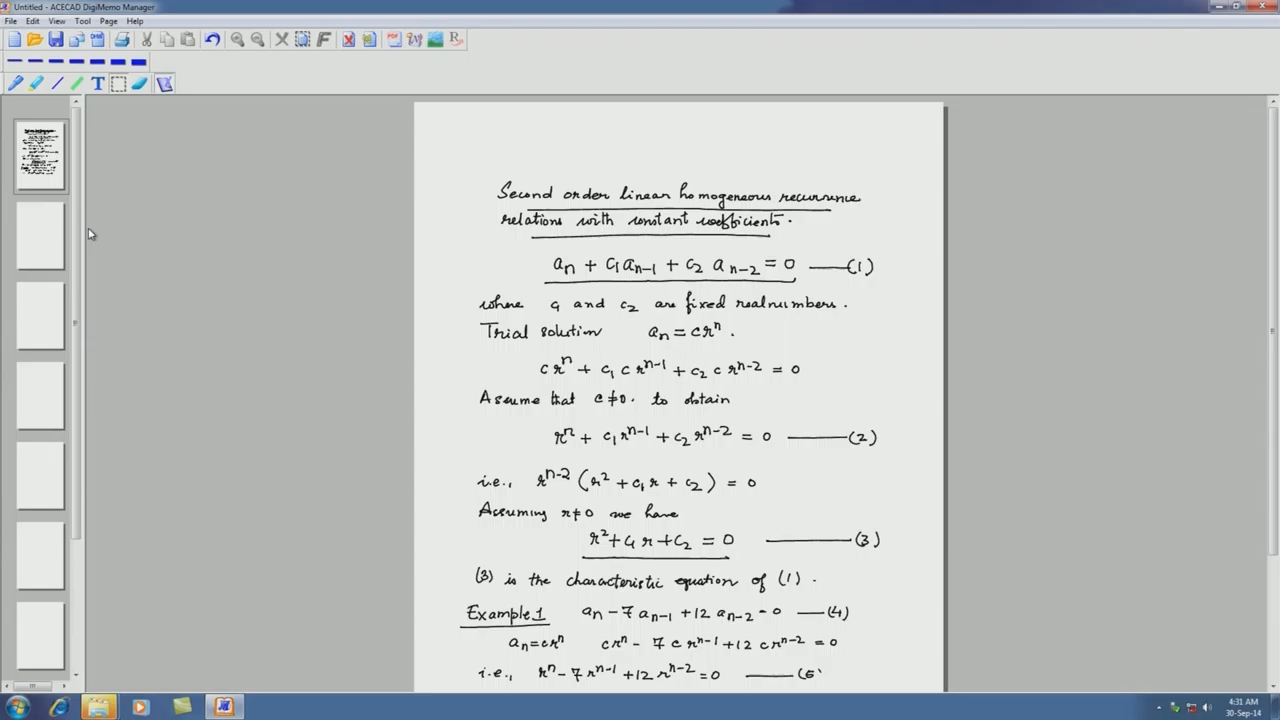 Untitled - ACECAD DigiMemo Manager
File Edit View Tool Page Help
Second order linear homogeneous recurrence
relations with constant coefficients.
aₙ + c₁aₙ₋₁ + c₂ aₙ₋₂ = 0 —(1)
where c₁ and c₂ are fixed real numbers.
Trial solution aₙ = crⁿ.
crⁿ + c₁ c rⁿ⁻¹ + c₂ c rⁿ⁻² = 0
Assume that c ≠ 0. to obtain
rⁿ + c₁rⁿ⁻¹ + c₂rⁿ⁻² = 0 —(2)
i.e., rⁿ⁻² (r² + c₁r + c₂) = 0
Assuming r≠0 we have
r² + c₁ r + c₂ = 0 —(3)
(3) is the characteristic equation of (1).
Example 1 aₙ - 7 aₙ₋₁ + 12 aₙ₋₂ = 0 —(4)
aₙ = crⁿ crⁿ - 7 c rⁿ⁻¹ + 12 crⁿ⁻² = 0
i.e., rⁿ - 7 rⁿ⁻¹ + 12 rⁿ⁻² = 0 —(5)
4:31 AM
30-Sep-14